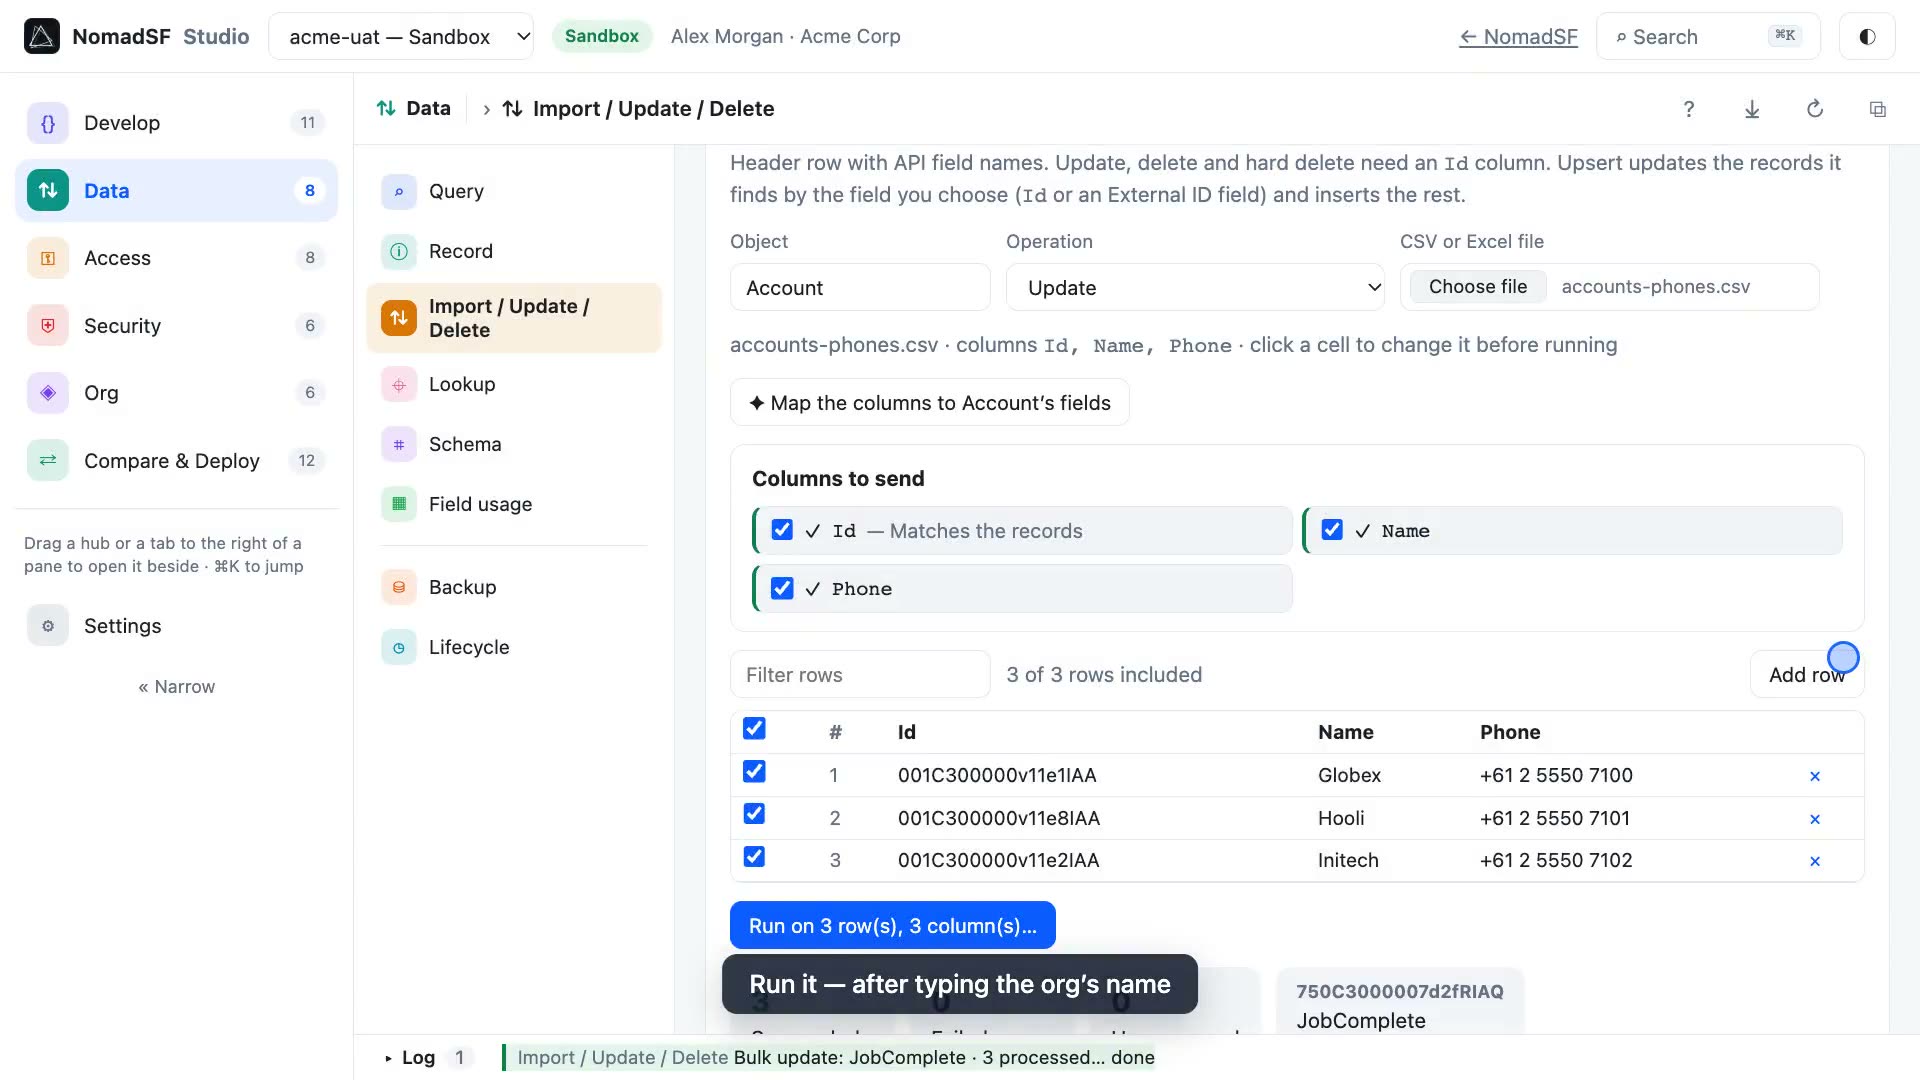 NomadSF Studio
acme-uat — Sandbox
Sandbox
Alex Morgan · Acme Corp
← NomadSF
Search
⌘K
Develop
11
Data
8
Access
8
Security
6
Org
6
Compare & Deploy
12
Drag a hub or a tab to the right of a
pane to open it beside · ⌘K to jump
Settings
« Narrow
Data
› Import / Update / Delete
?
Query
Record
Import / Update /
Delete
Lookup
Schema
Field usage
Backup
Lifecycle
Header row with API field names. Update, delete and hard delete need an Id column. Upsert updates the records it
finds by the field you choose (Id or an External ID field) and inserts the rest.
Object
Operation
CSV or Excel file
Account
Update
Choose file
accounts-phones.csv
accounts-phones.csv · columns Id, Name, Phone · click a cell to change it before running
✦ Map the columns to Account’s fields
Columns to send
✓ Id — Matches the records
✓ Name
✓ Phone
Filter rows
3 of 3 rows included
Add row
# Id Name Phone
1 001C300000v11e1IAA Globex +61 2 5550 7100 ×
2 001C300000v11e8IAA Hooli +61 2 5550 7101 ×
3 001C300000v11e2IAA Initech +61 2 5550 7102 ×
Run on 3 row(s), 3 column(s)...
Run it — after typing the org’s name
3
0
0
750C3000007d2fRIAQ
JobComplete
▸ Log 1
Import / Update / Delete Bulk update: JobComplete · 3 processed... done